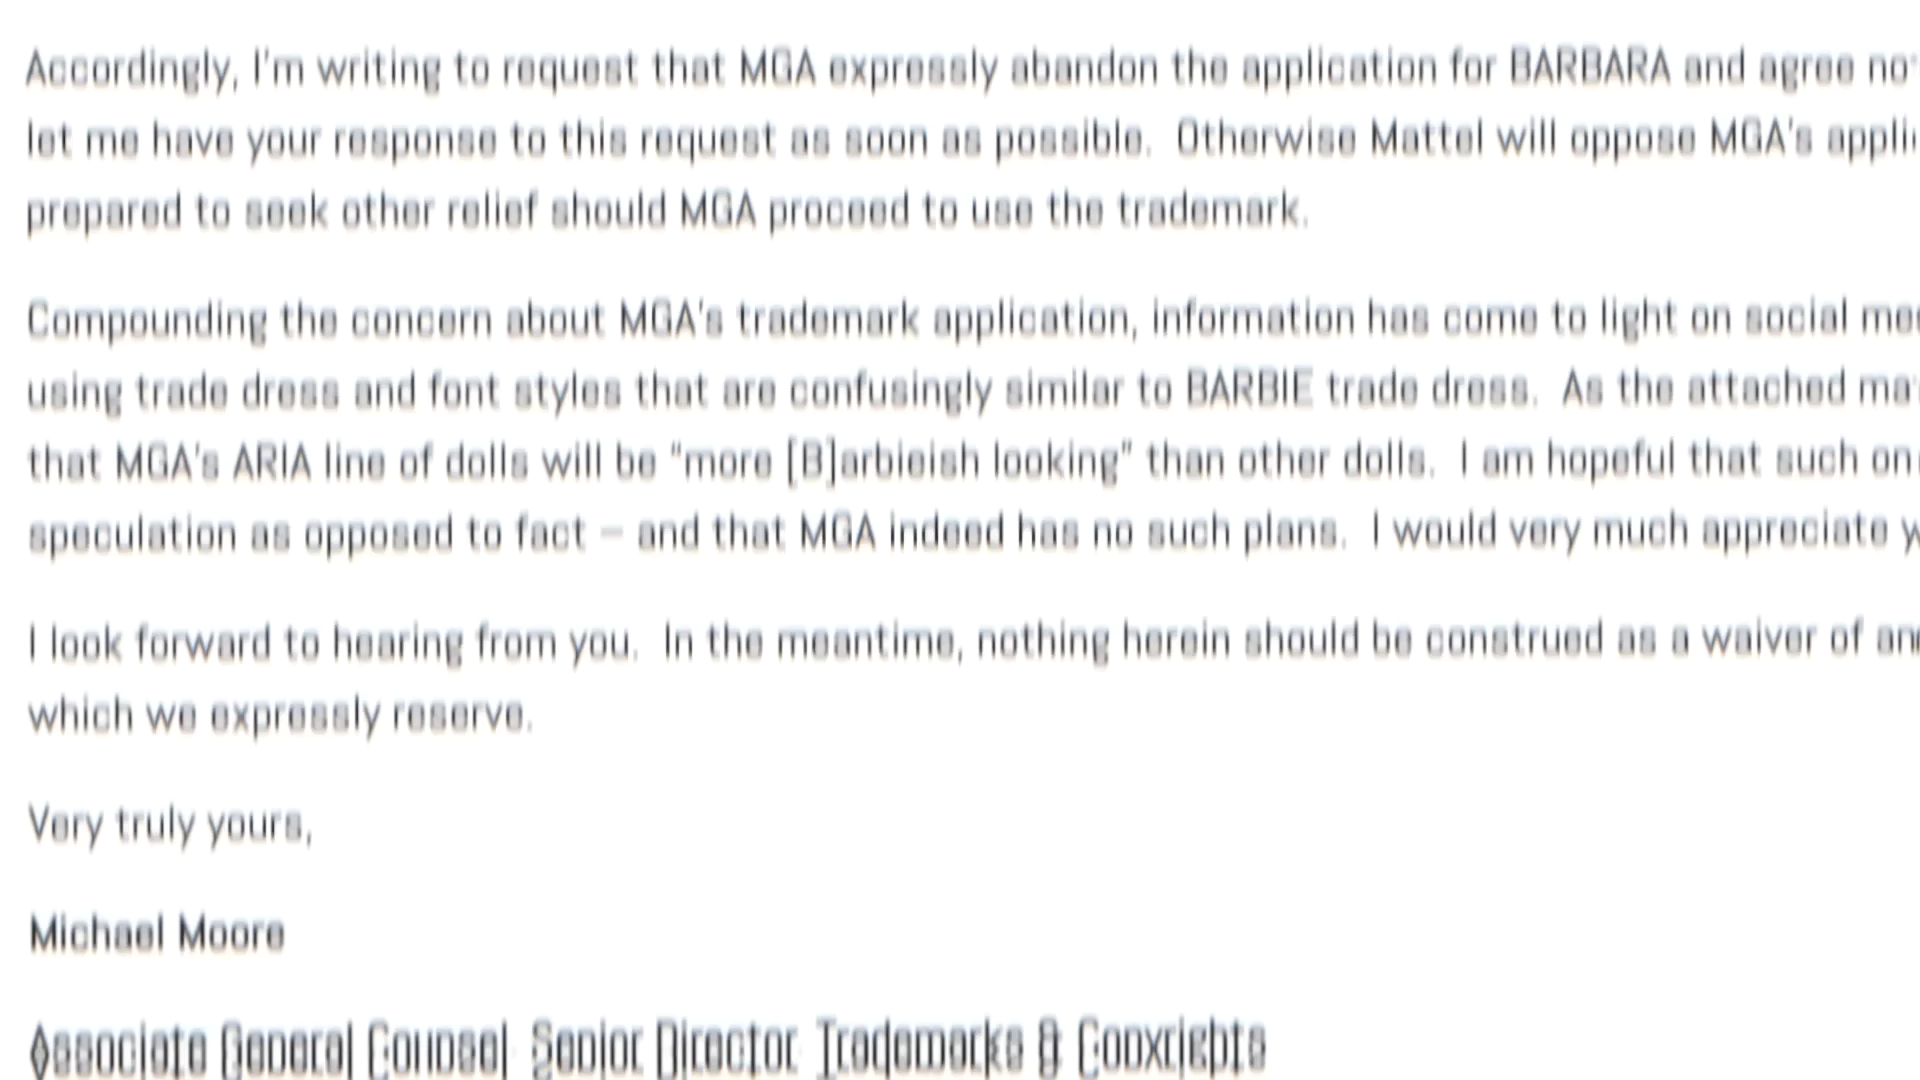 Accordingly, I'm writing to request that MGA expressly abandon the application for BARBARA and agree
let me have your response to this request as soon as possible. Otherwise Mattel will oppose MGA's
prepared to seek other relief should MGA proceed to use the trademark.
Compounding the concern about MGA's trademark application, information has come to light on social
using trade dress and font styles that are confusingly similar to BARBIE trade dress. As the attached
that MGA's ARIA line of dolls will be "more [B]arbieish looking" than other dolls. I am hopeful that such
speculation as opposed to fact – and that MGA indeed has no such plans. I would very much appreciate
I look forward to hearing from you. In the meantime, nothing herein should be construed as a waiver of
which we expressly reserve.
Very truly yours,
Michael Moore
Associate General Counsel Senior Director Trademarks & Copyrights